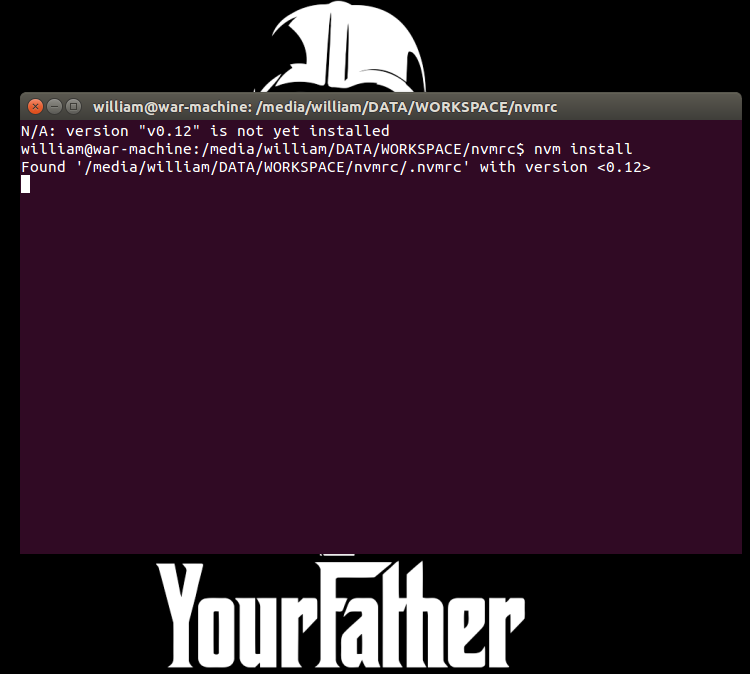 william@war-machine: /media/william/DATA/WORKSPACE/nvmrc
N/A: version "v0.12" is not yet installed
william@war-machine:/media/william/DATA/WORKSPACE/nvmrc$ nvm install
Found '/media/william/DATA/WORKSPACE/nvmrc/.nvmrc' with version <0.12>
YourFather